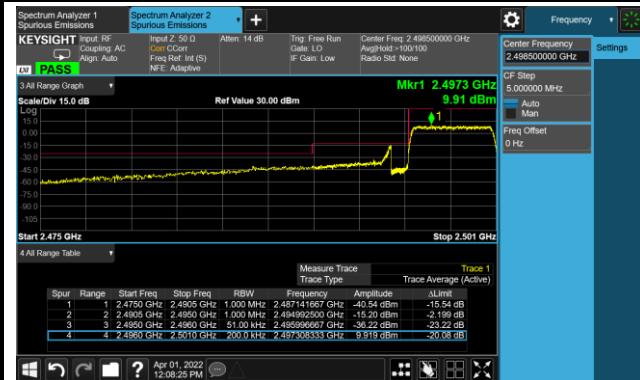 Spectrum Analyzer 1
Spurious Emissions
Spectrum Analyzer 2
Spurious Emissions
Frequency
KEYSIGHT
Input: RF
Coupling: AC
Align: Auto
Input Z: 50 Ω
Corr CCorr
Freq Ref: Int (S)
NFE: Adaptive
Atten: 14 dB
Trig: Free Run
Gate: LO
IF Gain: Low
Center Freq: 2.498500000 GHz
Avg|Hold:>100/100
Radio Std: None
LXI PASS
Center Frequency
2.498500000 GHz
Settings
CF Step
5.000000 MHz
Auto
Man
Freq Offset
0 Hz
3 All Range Graph
Mkr1 2.4973 GHz
Scale/Div 15.0 dB
Ref Value 30.00 dBm
9.91 dBm
Log
1
15.0
0.00
-15.0
-30.0
-45.0
-60.0
-75.0
-90.0
-105
Start 2.475 GHz
Stop 2.501 GHz
4 All Range Table
Measure Trace Trace 1
Trace Type Trace Average (Active)
Spur Range Start Freq Stop Freq RBW Frequency Amplitude ΔLimit
1 1 2.4750 GHz 2.4905 GHz 1.000 MHz 2.487141667 GHz -40.54 dBm -15.54 dB
2 2 2.4905 GHz 2.4950 GHz 1.000 MHz 2.494992500 GHz -15.20 dBm -2.199 dB
3 3 2.4950 GHz 2.4960 GHz 51.00 kHz 2.495996667 GHz -36.22 dBm -23.22 dB
4 4 2.4960 GHz 2.5010 GHz 200.0 kHz 2.497308333 GHz 9.919 dBm -20.08 dB
Apr 01, 2022
12:08:25 PM